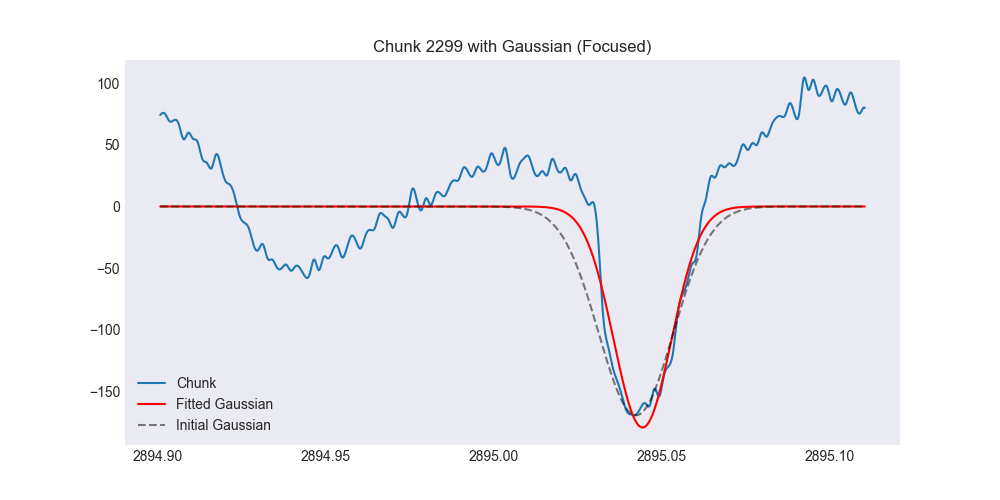 Chunk 2299 with Gaussian (Focused)
100
50
0
−50
−100
−150
Chunk
Fitted Gaussian
Initial Gaussian
2894.90 2894.95 2895.00 2895.05 2895.10